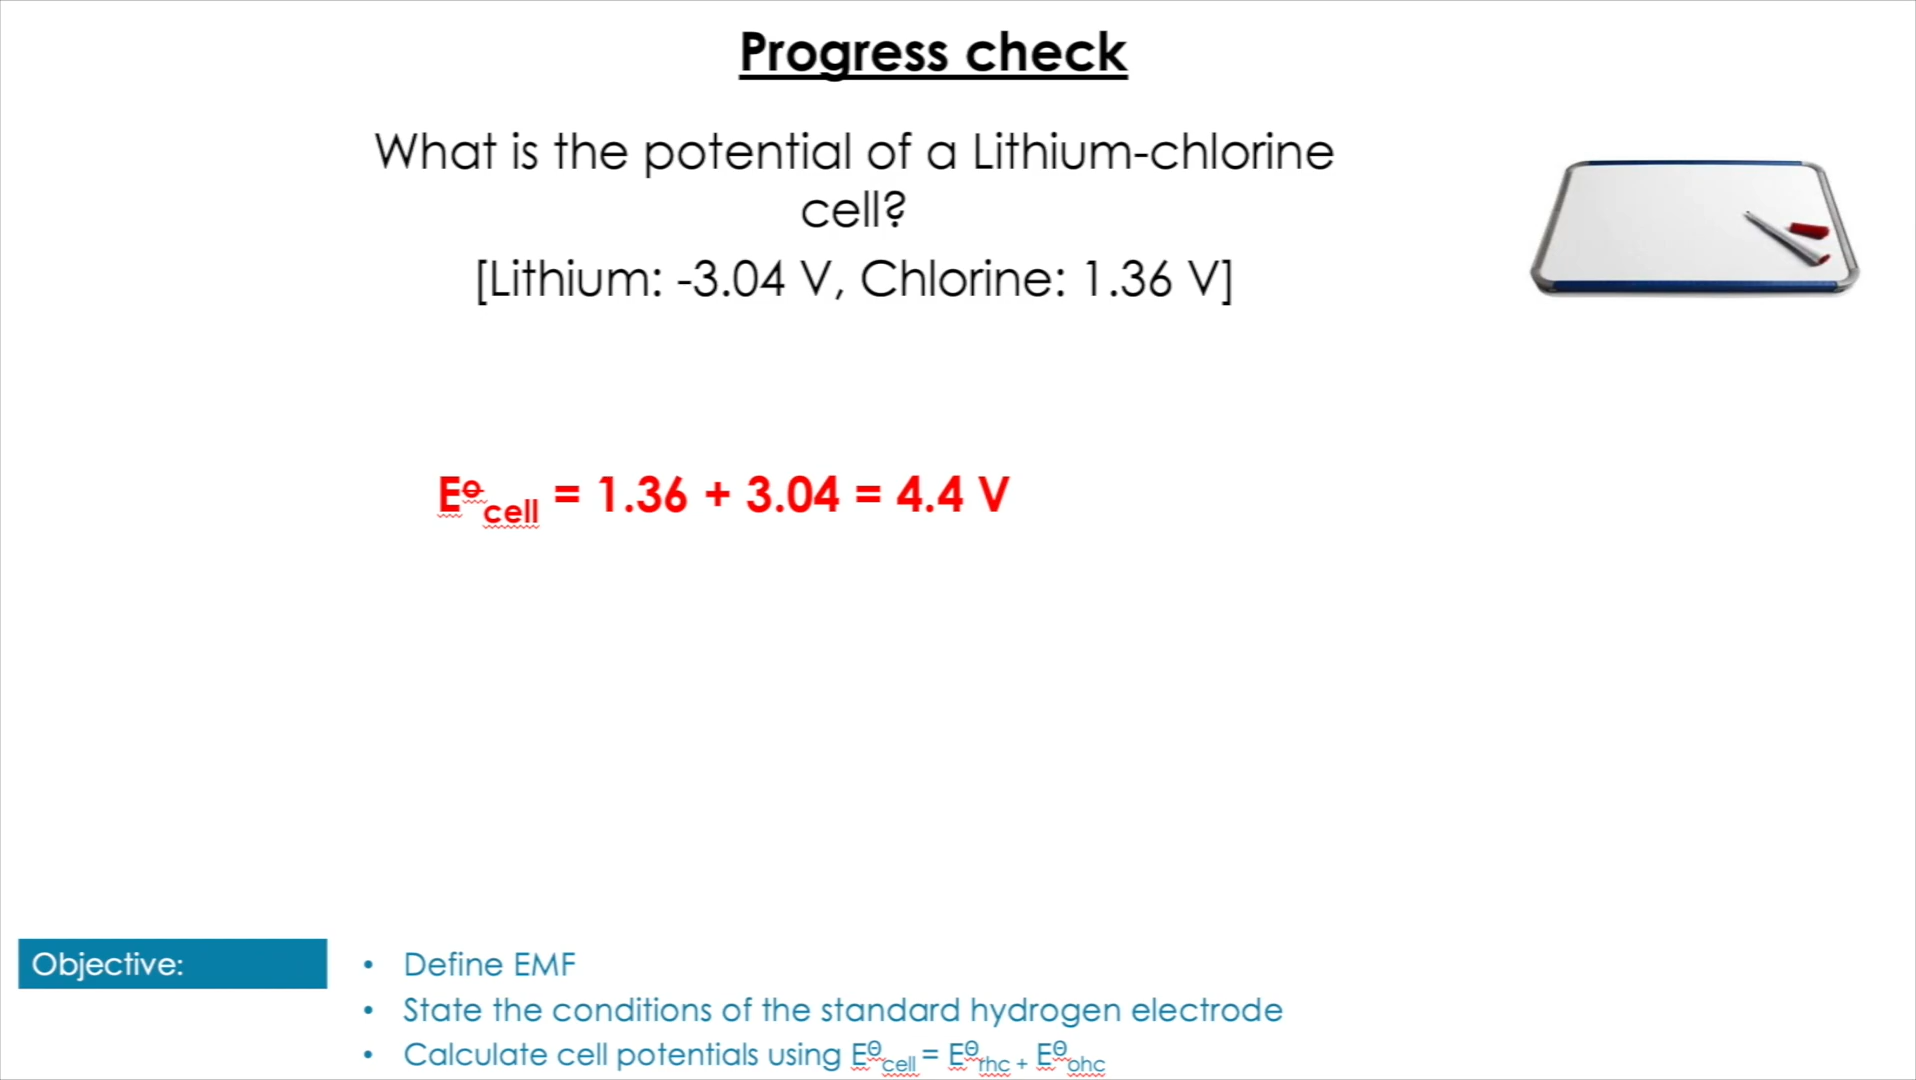 Progress check
What is the potential of a Lithium-chlorine
cell?
[Lithium: -3.04 V, Chlorine: 1.36 V]
E⊖cell = 1.36 + 3.04 = 4.4 V
Objective:
• Define EMF
• State the conditions of the standard hydrogen electrode
• Calculate cell potentials using EΘcell = EΘrhc + EΘohc